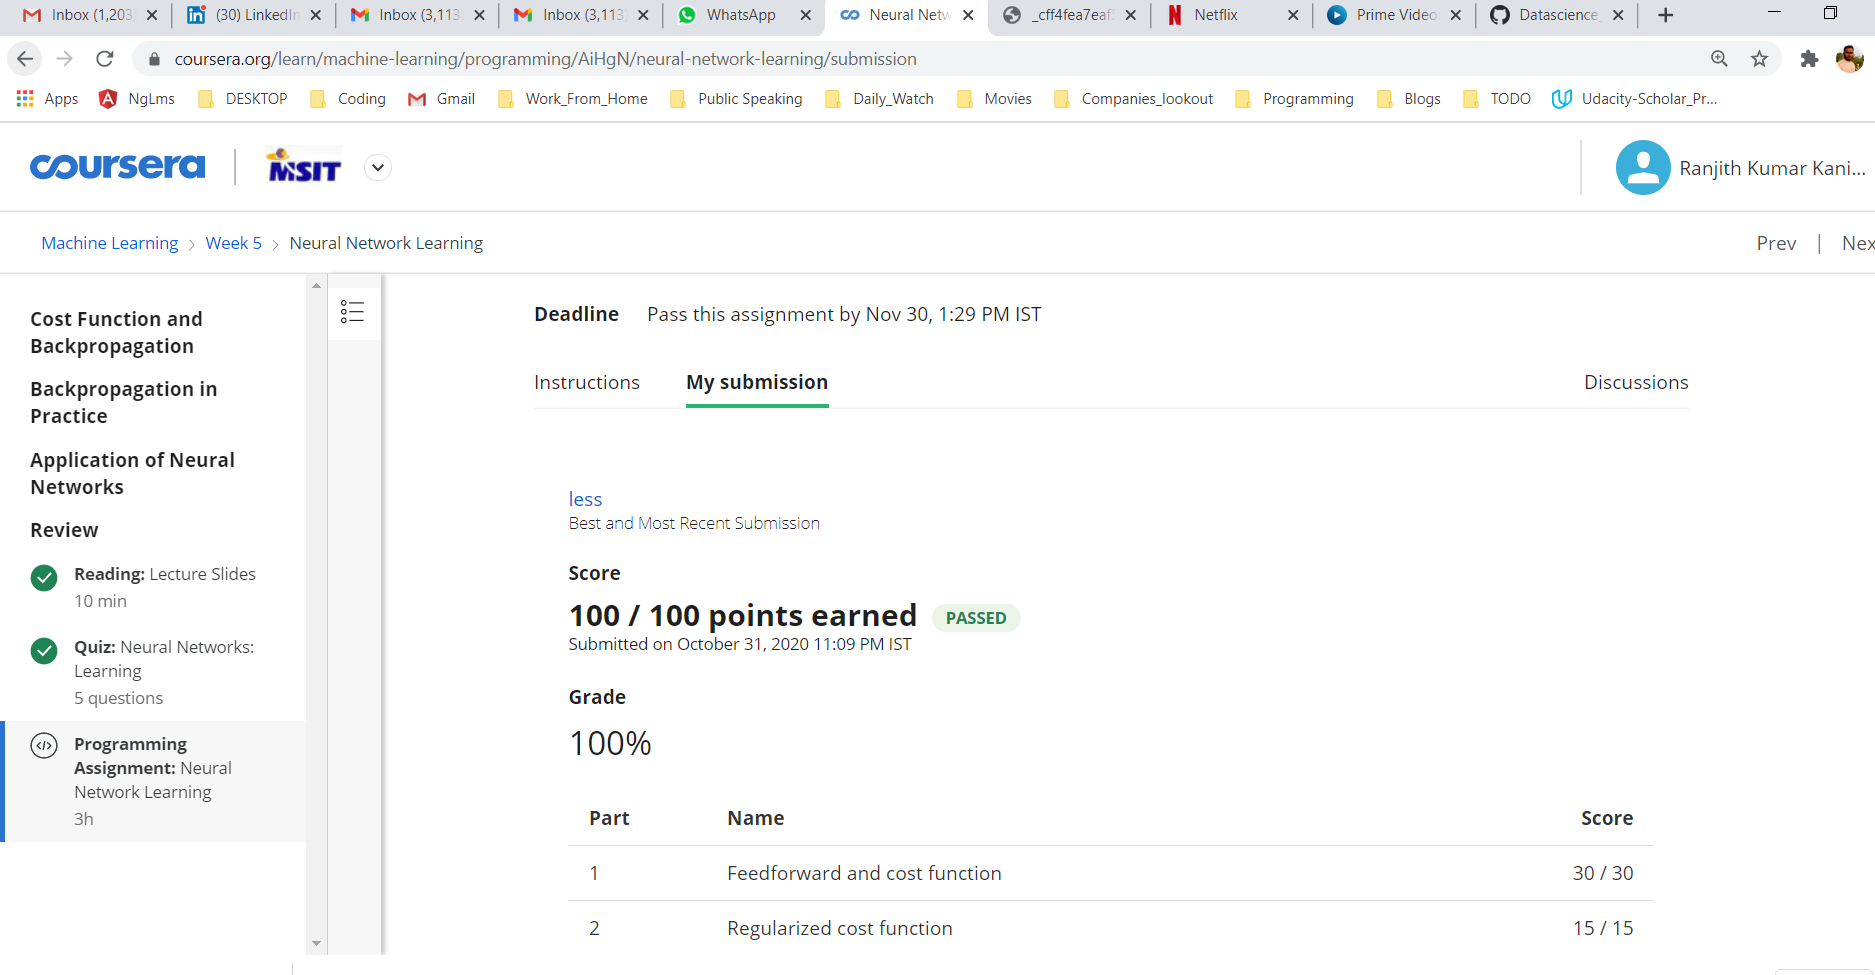 Inbox (1,203)
(30) LinkedIn
Inbox (3,113)
Inbox (3,113)
WhatsApp
Neural Netw
_cff4fea7eaf
Netflix
Prime Video
Datascience_
coursera.org/learn/machine-learning/programming/AiHgN/neural-network-learning/submission
Apps
NgLms
DESKTOP
Coding
Gmail
Work_From_Home
Public Speaking
Daily_Watch
Movies
Companies_lookout
Programming
Blogs
TODO
Udacity-Scholar_Pr...
coursera
MSIT
Ranjith Kumar Kani...
Machine Learning > Week 5 > Neural Network Learning
Prev | Nex
Cost Function and
Backpropagation
Backpropagation in
Practice
Application of Neural
Networks
Review
Reading: Lecture Slides
10 min
Quiz: Neural Networks:
Learning
5 questions
Programming
Assignment: Neural
Network Learning
3h
Deadline Pass this assignment by Nov 30, 1:29 PM IST
Instructions My submission Discussions
less
Best and Most Recent Submission
Score
100 / 100 points earned PASSED
Submitted on October 31, 2020 11:09 PM IST
Grade
100%
Part Name Score
1 Feedforward and cost function 30 / 30
2 Regularized cost function 15 / 15